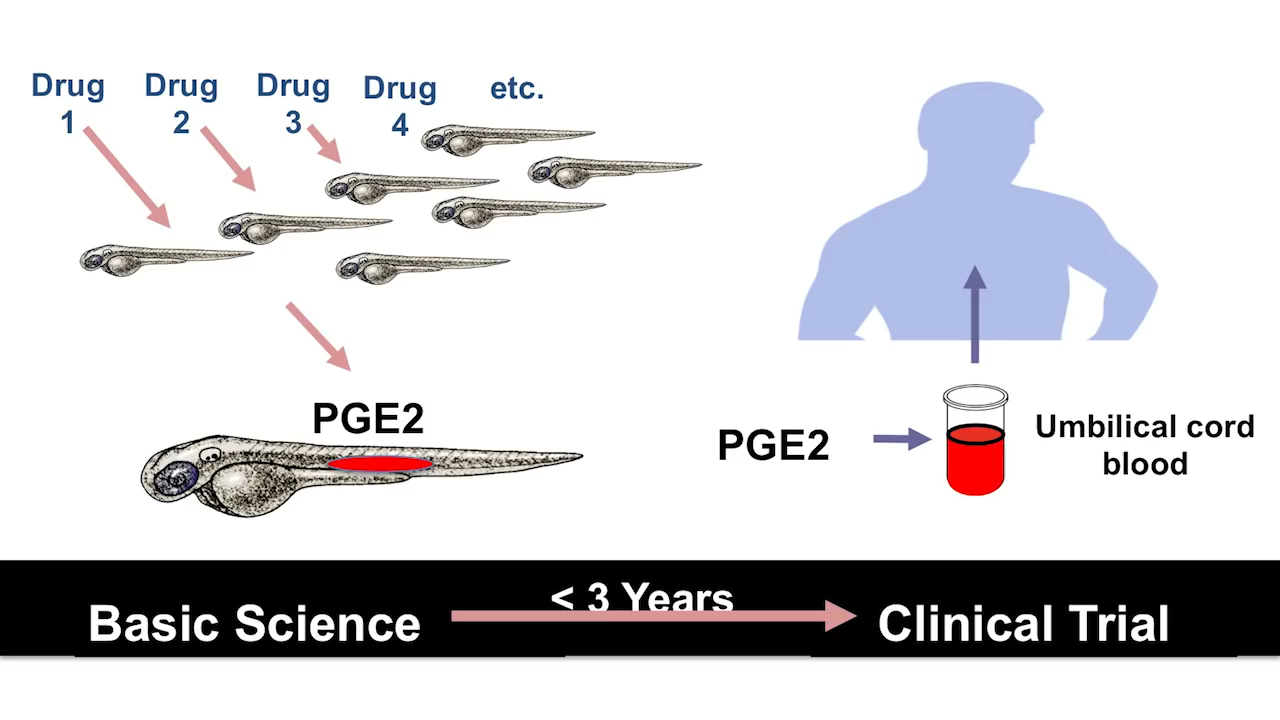 Drug
1
Drug
2
Drug
3
Drug
4
etc.
PGE2
PGE2
Umbilical cord
blood
< 3 Years
Basic Science
Clinical Trial